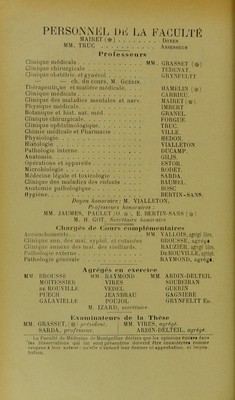 PERSONNEL DE LA FACULTÉ
MAIRET (✻) . . . . . . . . Doyen
MM. TRUC . . . . . . . . . . Assesseur
Professeurs
Clinique médicale . . . . . . . . . . MM. GRASSET (✻)
Clinique chirurgicale . . . . . . . . TEDENAT.
Clinique obstétric. et gynécol . . . . GRYNFELTT
— — ch. du cours, M. Guérin.
Thérapeutique et matière médicale. . . HAMELIN (✻)
Clinique médicale . . . . . . . . . . CARRIEU.
Clinique des maladies mentales et nerv. MAIRET (✻).
Physique médicale. . . . . . . . . . IMBERT
Botanique et hist. nat. méd. . . . . GRANEL
Clinique chirurgicale. . . . . . . . FORGUE
Clinique ophtalmologique. . . . . . . TRUC.
Chimie médicale et Pharmacie . . . . VILLE.
Physiologie. . . . . . . . . . . . . HEDON
Histologie . . . . . . . . . . . . . VIALLETON
Pathologie interne. . . . . . . . . . DUCAMP.
Anatomie. . . . . . . . . . . . . . . GILIS.
Opérations et appareils . . . . . . . ESTOR.
Microbiologie . . . . . . . . . . . . RODET.
Médecine légale et toxicologie . . . SARDA
Clinique des maladies des enfants . . BAUMEL.
Anatomie pathologique . . . . . . . . BOSC
Hygiène. . . . . . . . . . . . . . . BERTIN-SANS.
Doyen honoraire: M. VIALLETON.
Professeurs honoraires:
MM. JAUMES, PAULET (O. ✻), E. BERTIN-SANS (✻)
M. H. GOT, Secrétaire honoraire
Chargés de Cours complémentaires
Accouchements. . . . . . . . . . . . MM. VALLOIS, agrégé libre.
Clinique ann. des mal. syphil. et cutanées BROUSSE, agrégé
Clinique annexe des mal. des vieillards. RAUZIER, agrégé libre
Pathologie externe . . . . . . . . . De ROUVILLE, agrégé.
Pathologie générale . . . . . . . . . RAYMOND, agrégé.
Agrégés en exercice
MM. BROUSSE MM. RAYMOND MM. ARDIN-DELTEIL
MOITESSIER VIRES SOUBEIRAN
de ROUVILLE VEDEL GUERIN
PUECH JEANBRAU GAGNIERE
GALAVIELLE POUJOL GRYNFELTT Ed.
M. IZARD, secrétaire.
Examinateurs de la Thèse
MM. GRASSET, ✻ président. MM. VIRES, agrégé.
SARDA, professeur. ARDIN-DELTEIL, agrégé.
La Faculté de Médecine de Montpellier déclare que les opinions émises dans
les dissertations qui lui sont présentées doivent être considérées comme
propres à leur auteur; qu'elle n'entend leur donner ni approbation, ni improbation.